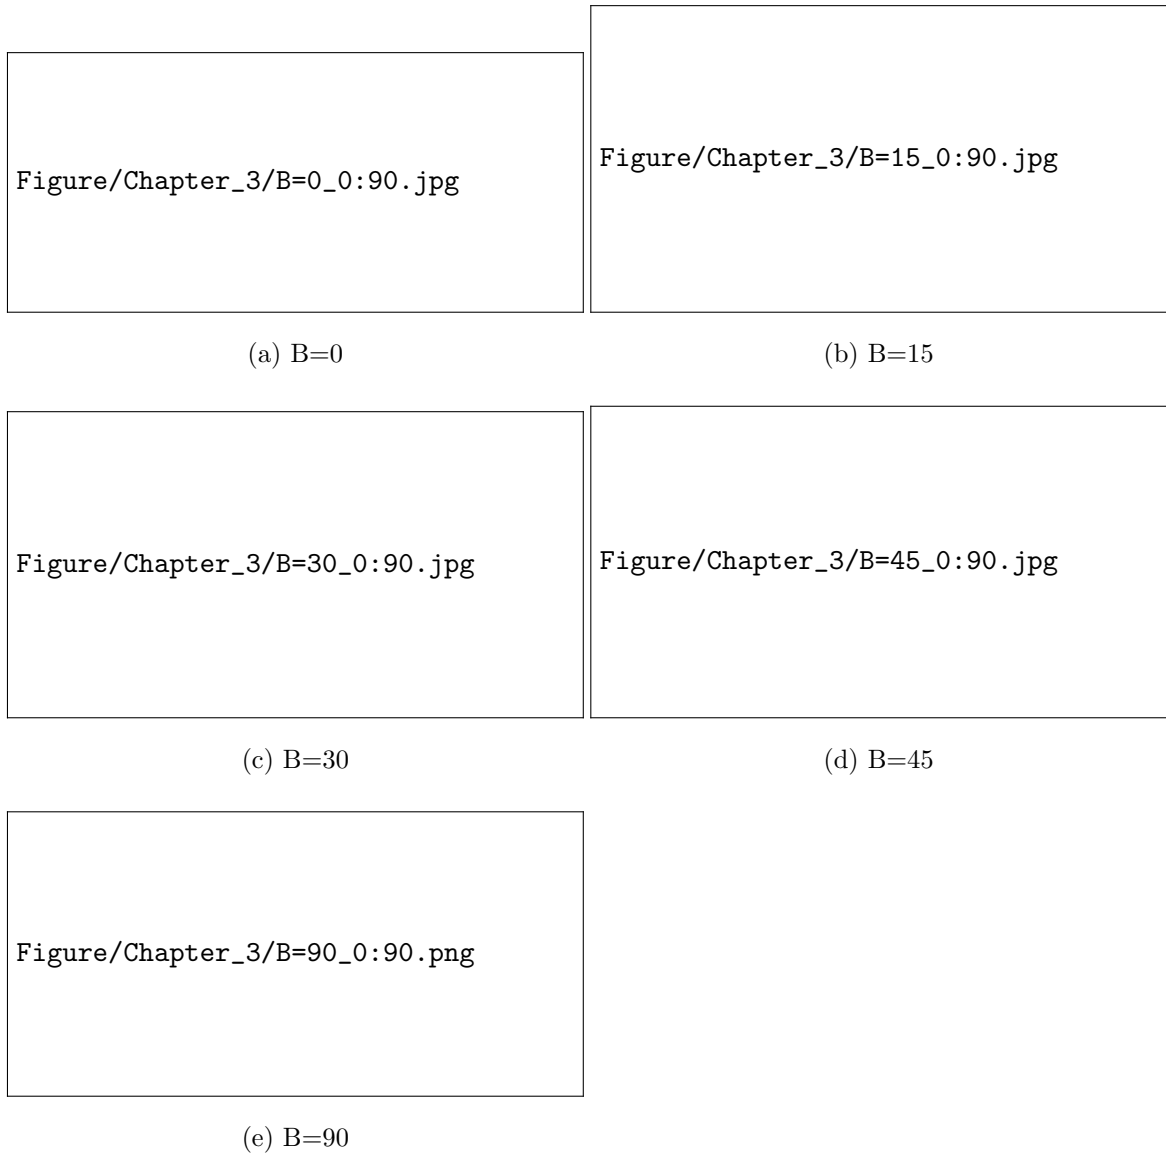 Figure/Chapter_3/B=0_0:90.jpg
Figure/Chapter_3/B=15_0:90.jpg
(a) B=0
(b) B=15
Figure/Chapter_3/B=30_0:90.jpg
Figure/Chapter_3/B=45_0:90.jpg
(c) B=30
(d) B=45
Figure/Chapter_3/B=90_0:90.png
(e) B=90